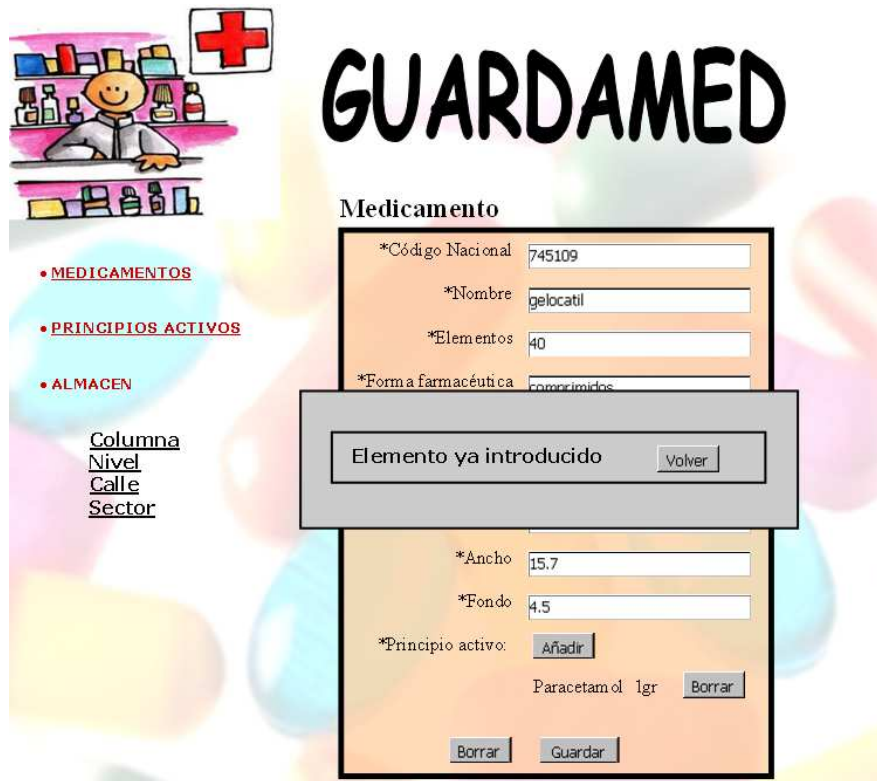 GUARDAMED
Medicamento
• MEDICAMENTOS
• PRINCIPIOS ACTIVOS
• ALMACEN
Columna
Nivel
Calle
Sector
*Código Nacional 745109
*Nombre gelocatil
*Elementos 40
*Forma farmacéutica comprimidos
Elemento ya introducido Volver
*Ancho 15.7
*Fondo 4.5
*Principio activo: Añadir
Paracetamol 1gr Borrar
Borrar Guardar